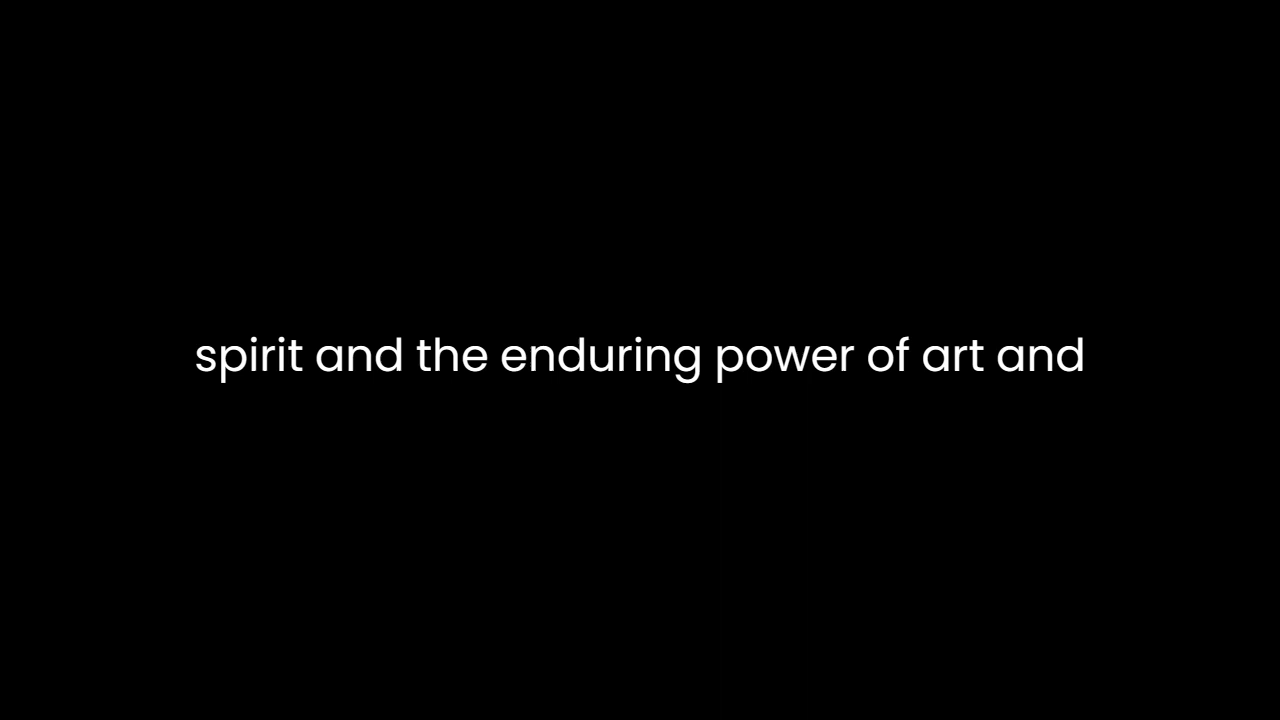 spirit and the enduring power of art and